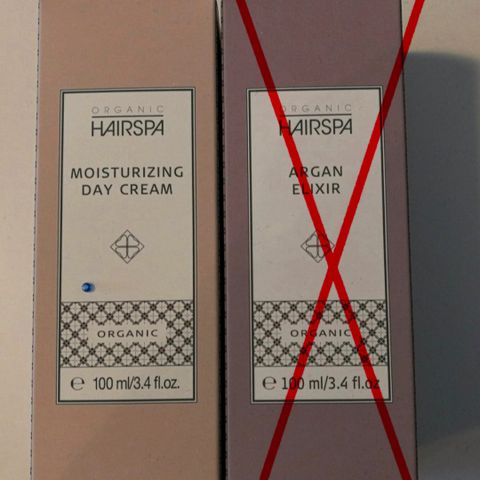 ORGANIC
HAIRSPA
MOISTURIZING
DAY CREAM
ORGANIC
℮ 100 ml/3.4 fl.oz.
ORGANIC
HAIRSPA
ARGAN
ELIXIR
ORGANIC
℮ 100 ml/3.4 fl.oz